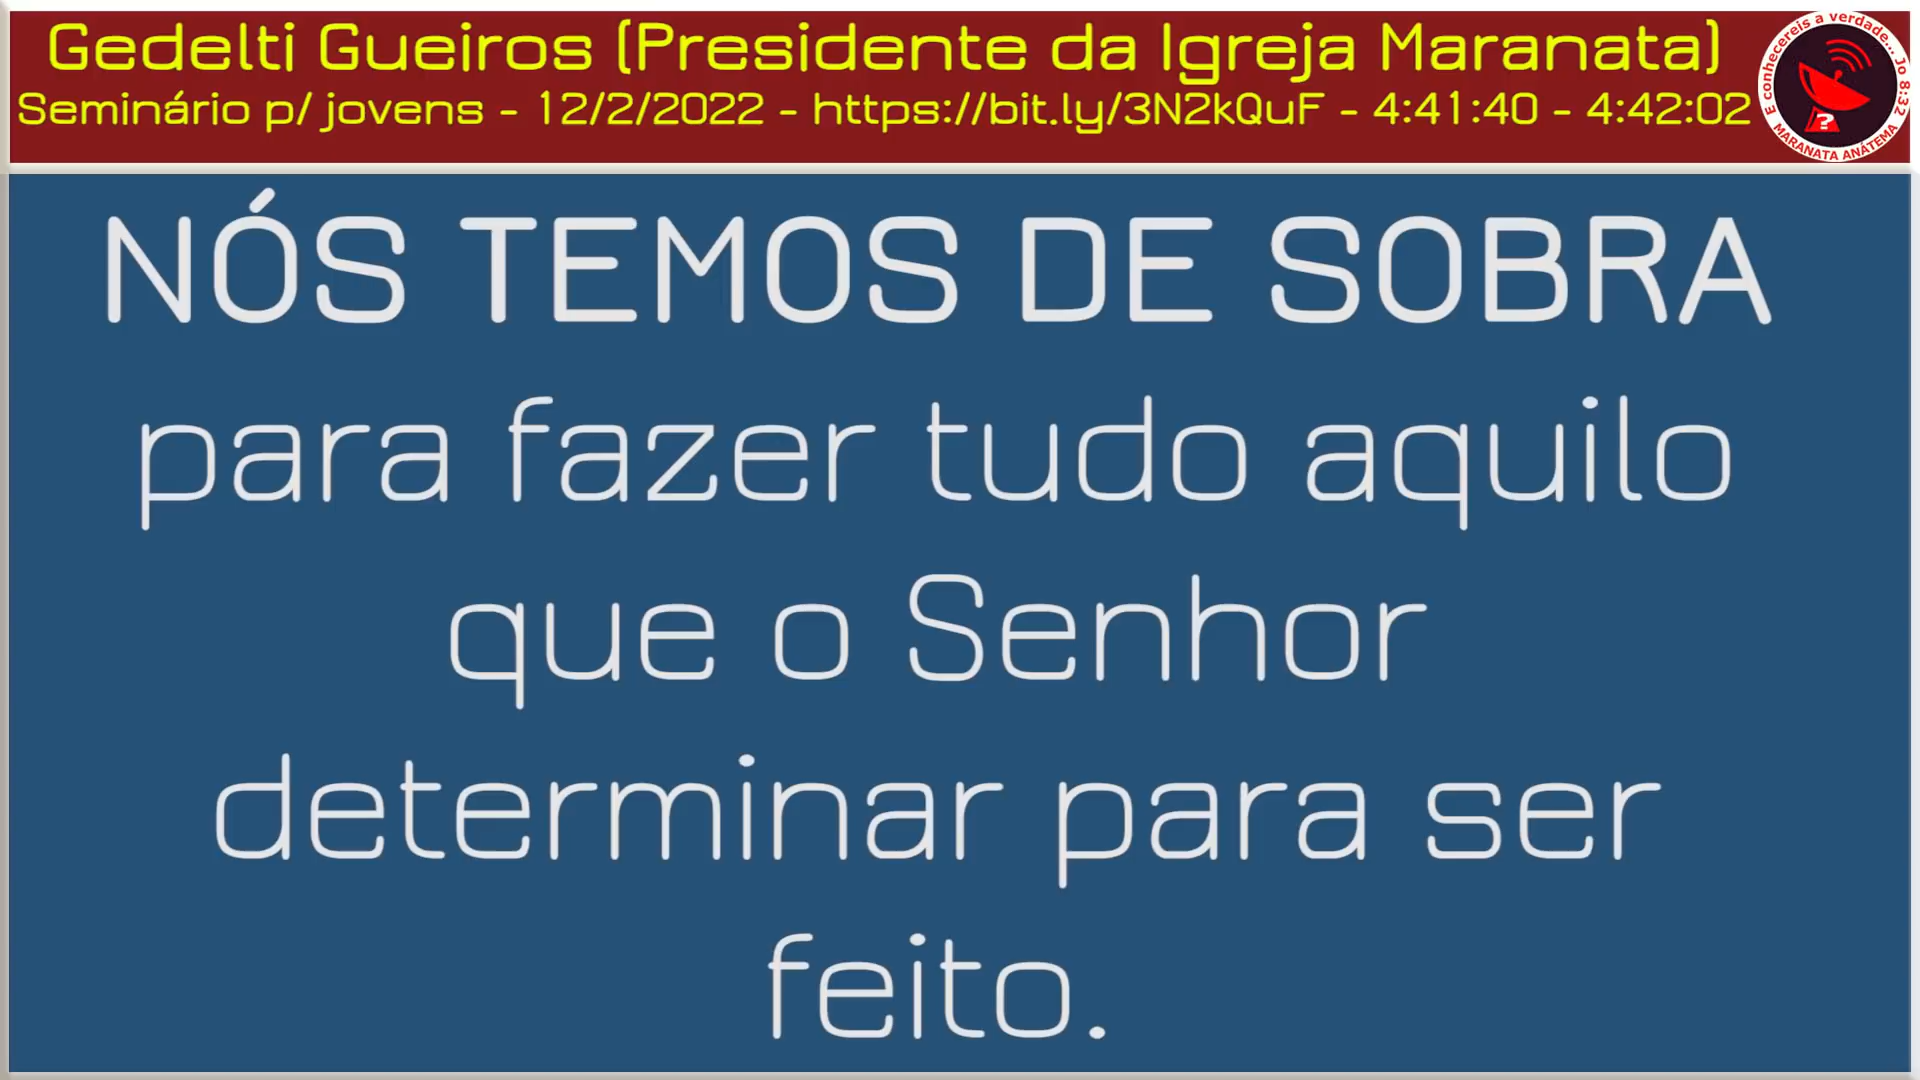 Gedelti Gueiros (Presidente da Igreja Maranata)
Seminário p/ jovens - 12/2/2022 - https://bit.ly/3N2kQuF - 4:41:40 - 4:42:02
E conhecereis a verdade... Jo 8:32
?
MARANATA ANÁTEMA
NÓS TEMOS DE SOBRA
para fazer tudo aquilo
que o Senhor
determinar para ser
feito.